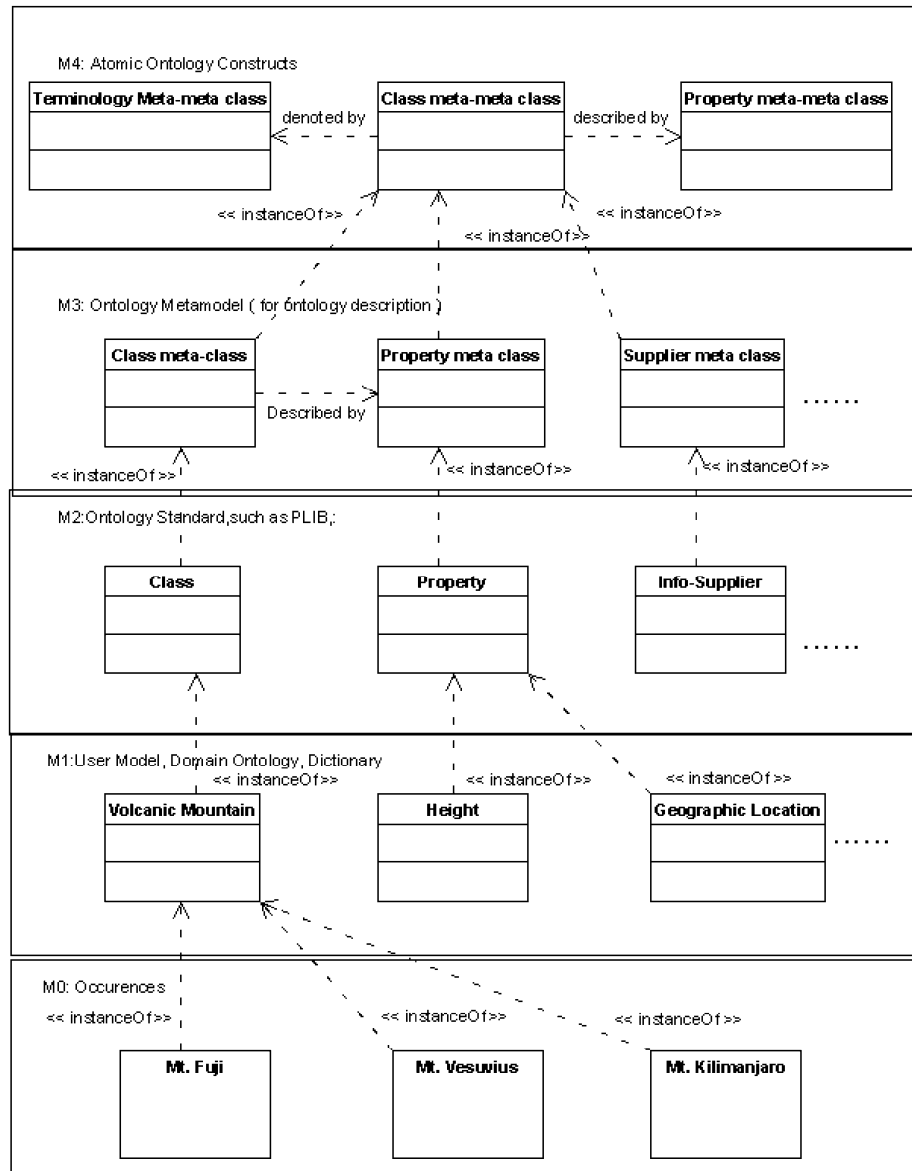 M4: Atomic Ontology Constructs
Terminology Meta-meta class
Class meta-meta class
Property meta-meta class
denoted by
described by
<< instanceOf>>
<< instanceOf>>
<< instanceOf>>
M3: Ontology Metamodel ( for ontology description )
Class meta-class
Property meta class
Supplier meta class
Described by
......
<< instanceOf>>
<< instanceOf>>
<< instanceOf>>
M2:Ontology Standard,such as PLIB,:
Class
Property
Info-Supplier
......
M1:User Model, Domain Ontology, Dictionary
<< instanceOf>>
<< instanceOf>>
<< instanceOf>>
Volcanic Mountain
Height
Geographic Location
......
M0: Occurences
<< instanceOf>>
<< instanceOf>>
<< instanceOf>>
Mt. Fuji
Mt. Vesuvius
Mt. Kilimanjaro